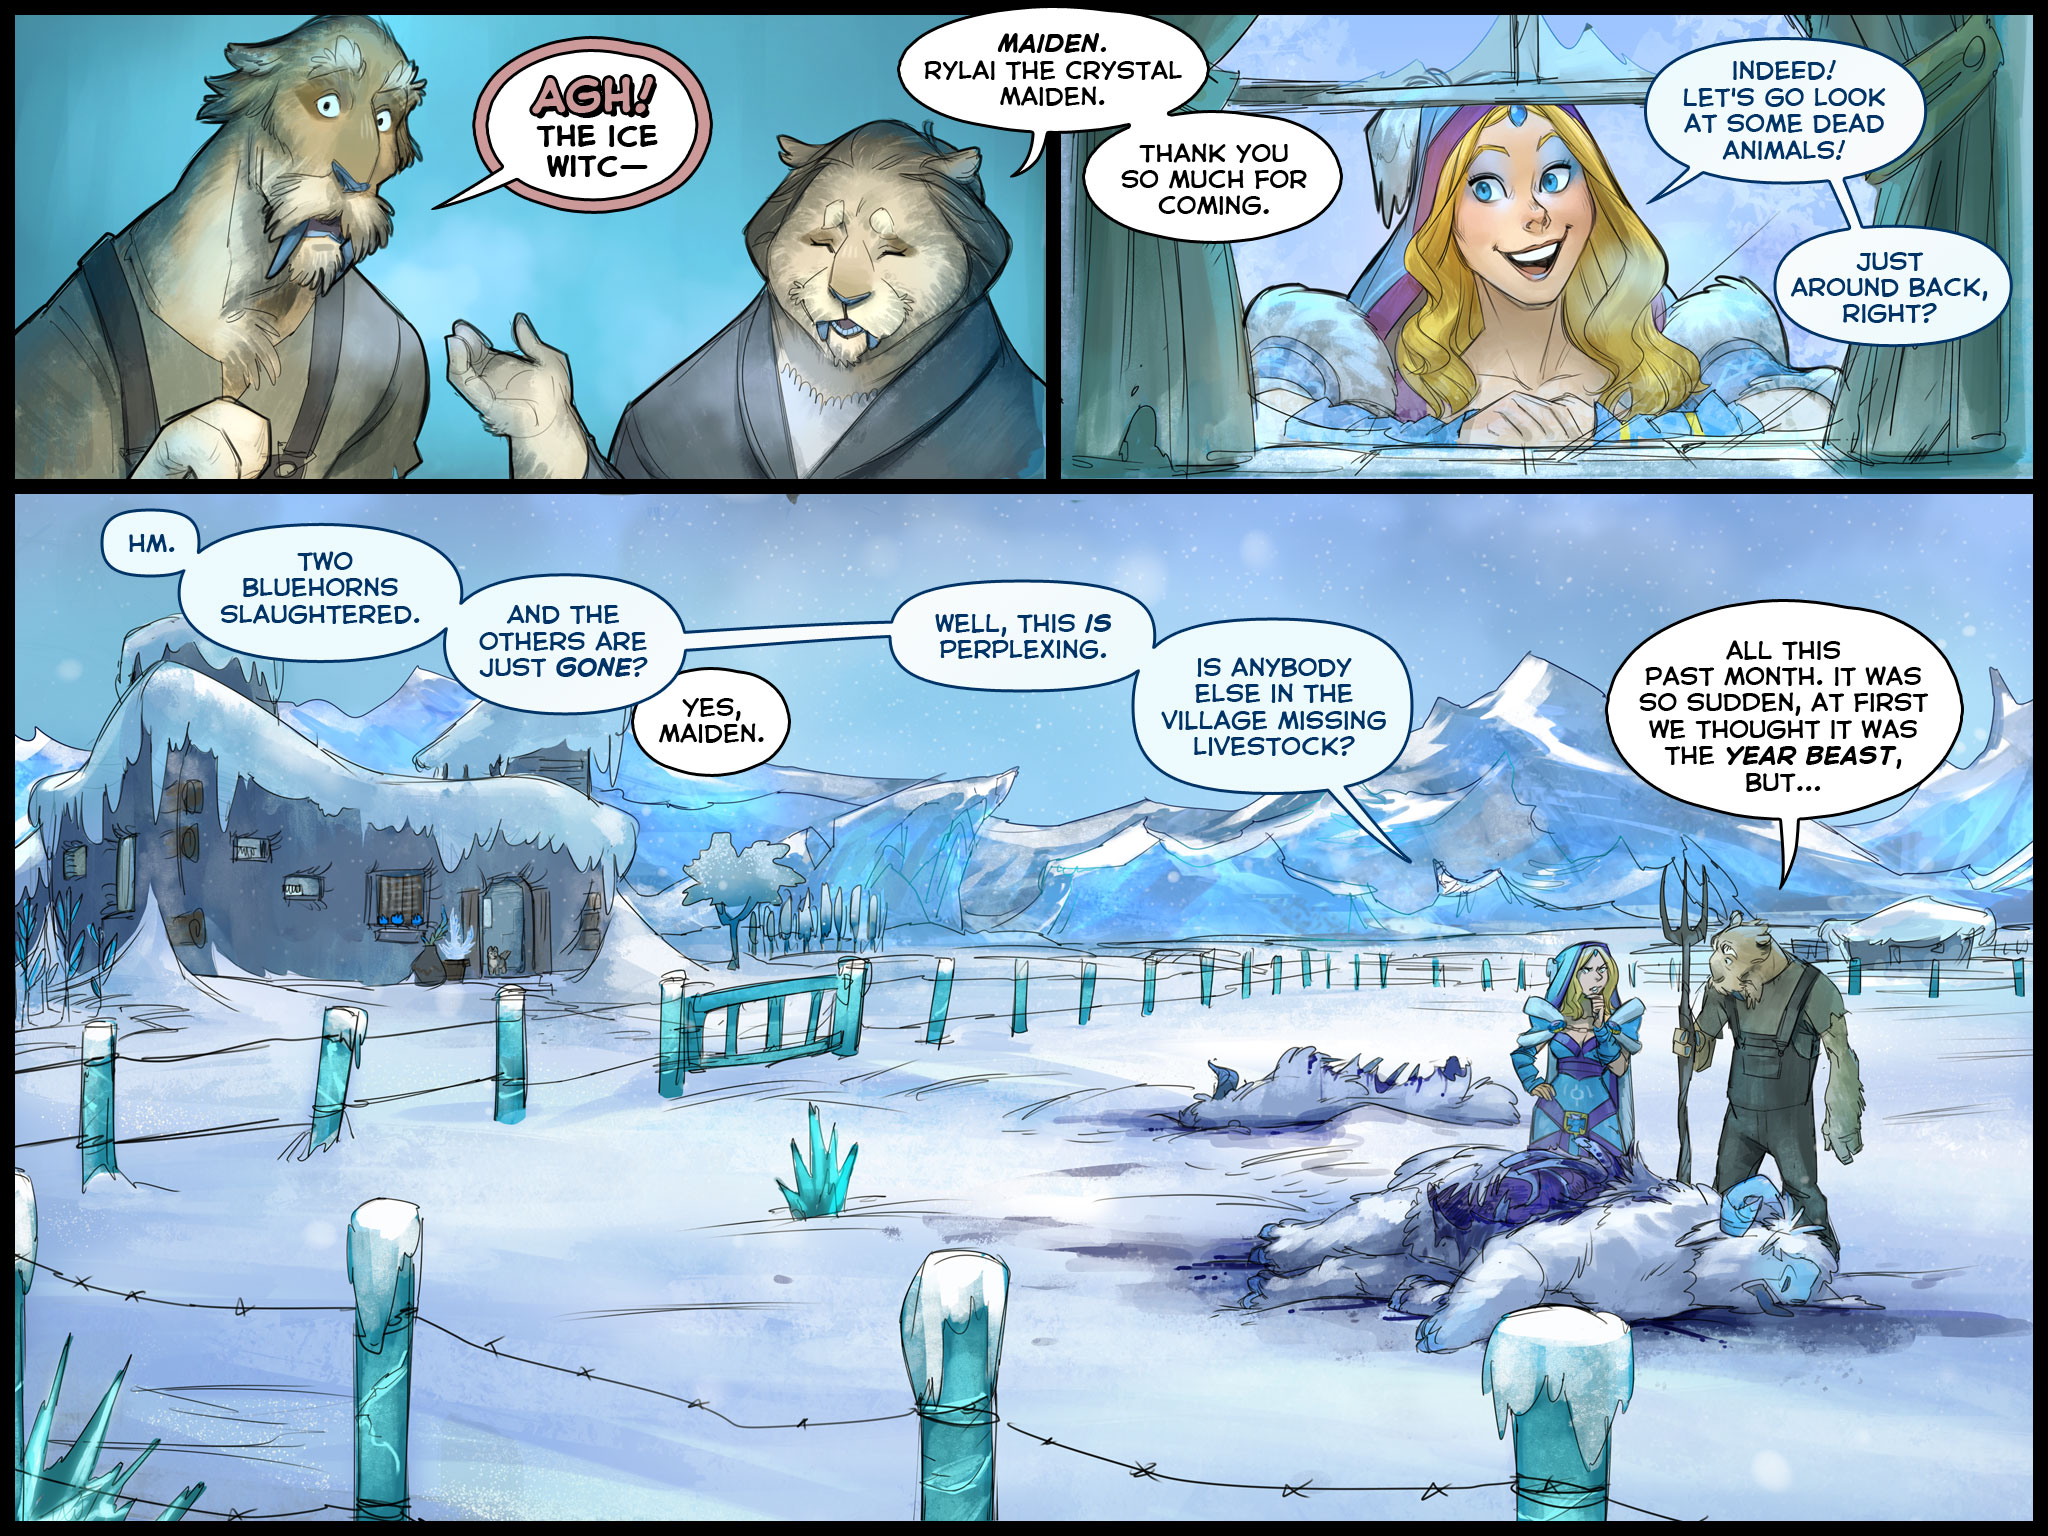 AGH!
THE ICE
WITC—
MAIDEN.
RYLAI THE CRYSTAL
MAIDEN.
THANK YOU
SO MUCH FOR
COMING.
INDEED!
LET'S GO LOOK
AT SOME DEAD
ANIMALS!
JUST
AROUND BACK,
RIGHT?
HM.
TWO
BLUEHORNS
SLAUGHTERED.
AND THE
OTHERS ARE
JUST GONE?
YES,
MAIDEN.
WELL, THIS IS
PERPLEXING.
IS ANYBODY
ELSE IN THE
VILLAGE MISSING
LIVESTOCK?
ALL THIS
PAST MONTH. IT WAS
SO SUDDEN, AT FIRST
WE THOUGHT IT WAS
THE YEAR BEAST,
BUT...